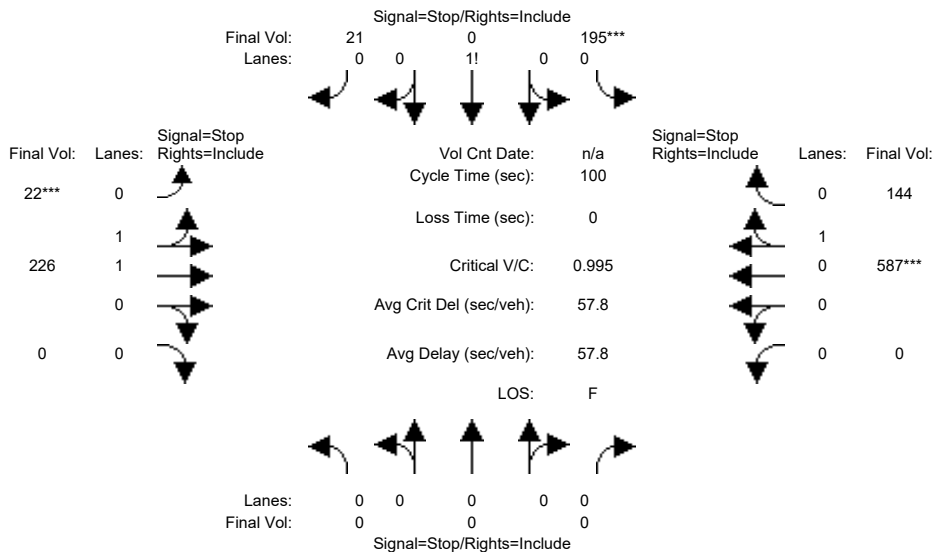 Signal=Stop/Rights=Include
Final Vol: 21 0 195***
Lanes: 0 0 1! 0 0
Signal=Stop Signal=Stop
Final Vol: Lanes: Rights=Include Vol Cnt Date: n/a Rights=Include Lanes: Final Vol:
Cycle Time (sec): 100
22*** 0 0 144
Loss Time (sec): 0
1 1
226 1 Critical V/C: 0.995 0 587***
0 Avg Crit Del (sec/veh): 57.8 0
0 0 Avg Delay (sec/veh): 57.8 0 0
LOS: F
Lanes: 0 0 0 0 0
Final Vol: 0 0 0
Signal=Stop/Rights=Include